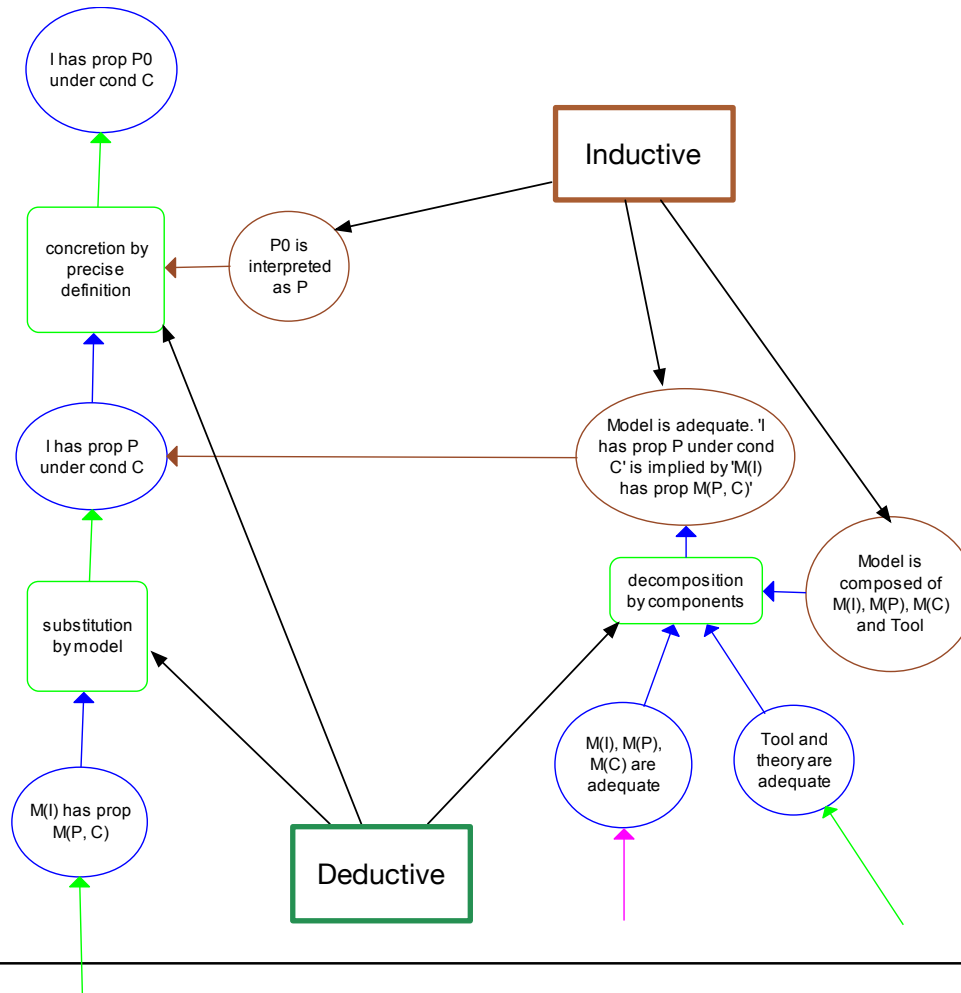 I has prop P0
under cond C
Inductive
concretion by
precise
definition
P0 is
interpreted
as P
I has prop P
under cond C
Model is adequate. 'I
has prop P under cond
C' is implied by 'M(I)
has prop M(P, C)'
substitution
by model
decomposition
by components
Model is
composed of
M(I), M(P), M(C)
and Tool
M(I) has prop
M(P, C)
M(I), M(P),
M(C) are
adequate
Tool and
theory are
adequate
Deductive